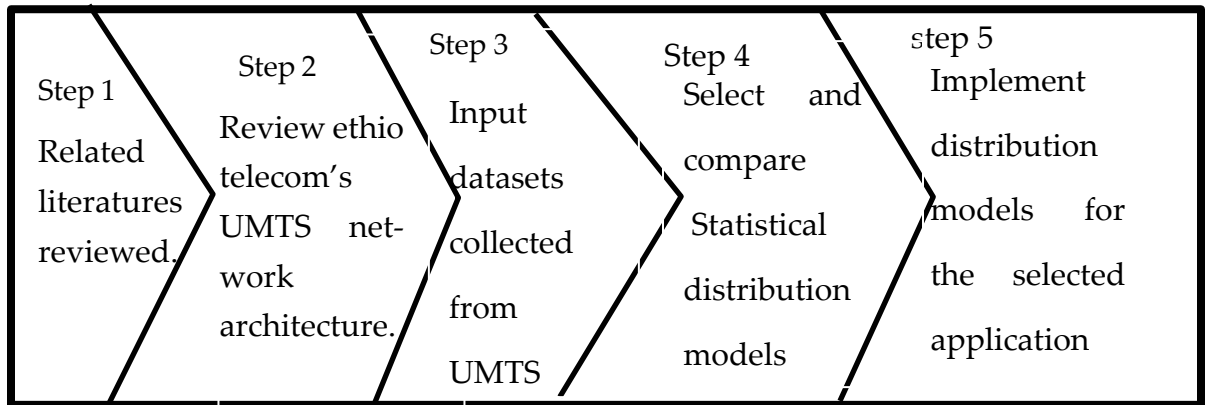 Step 1
Related
literatures
reviewed.
Step 2
Review ethio
telecom's
UMTS net-
work
architecture.
Step 3
Input
datasets
collected
from
UMTS
Step 4
Select and
compare
Statistical
distribution
models
step 5
Implement
distribution
models for
the selected
application